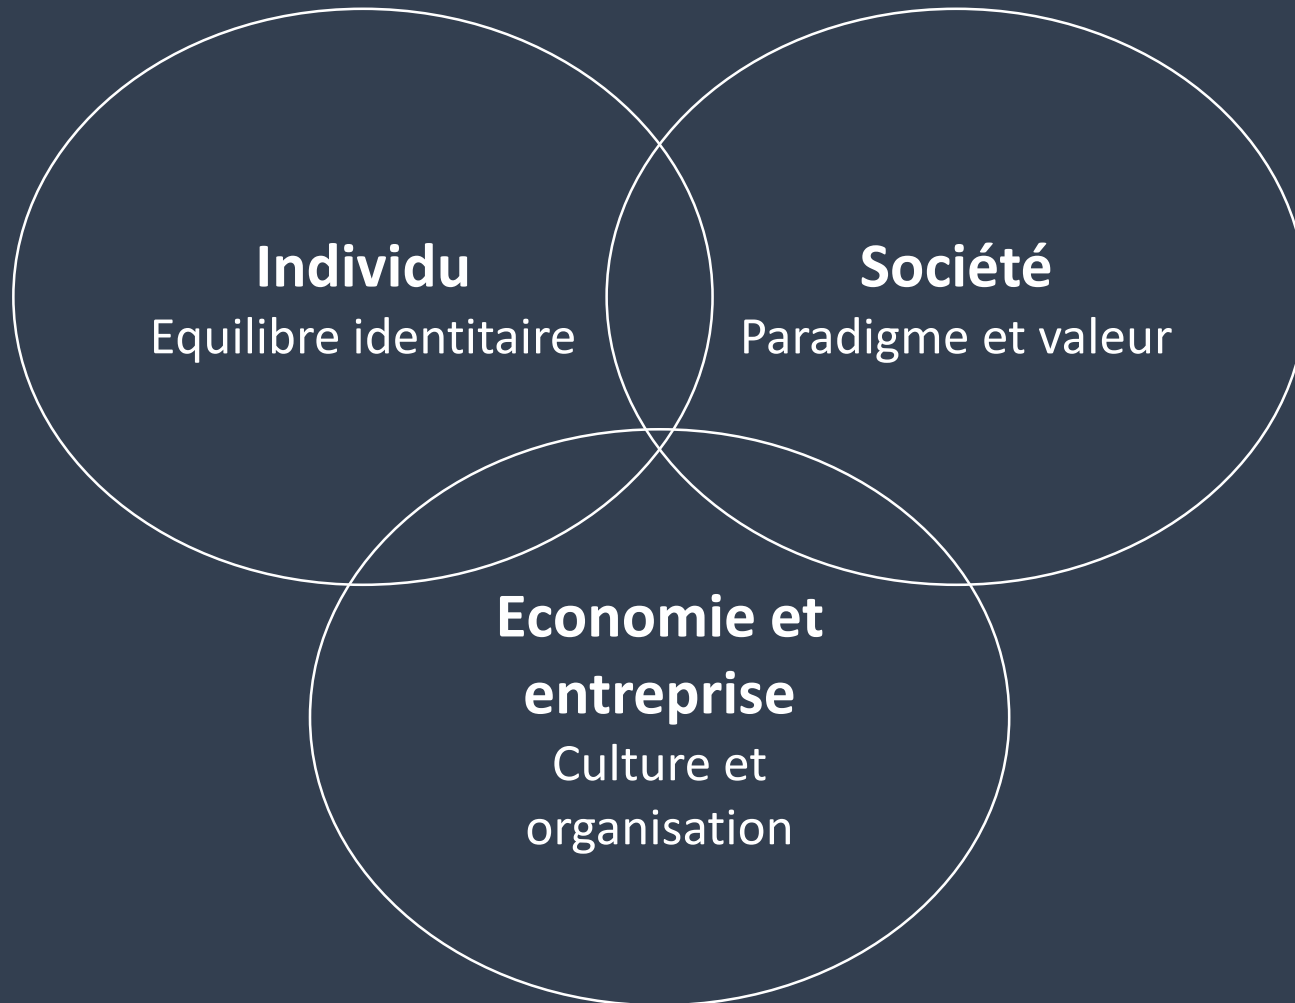 Individu
Equilibre identitaire
Société
Paradigme et valeur
Economie et
entreprise
Culture et
organisation